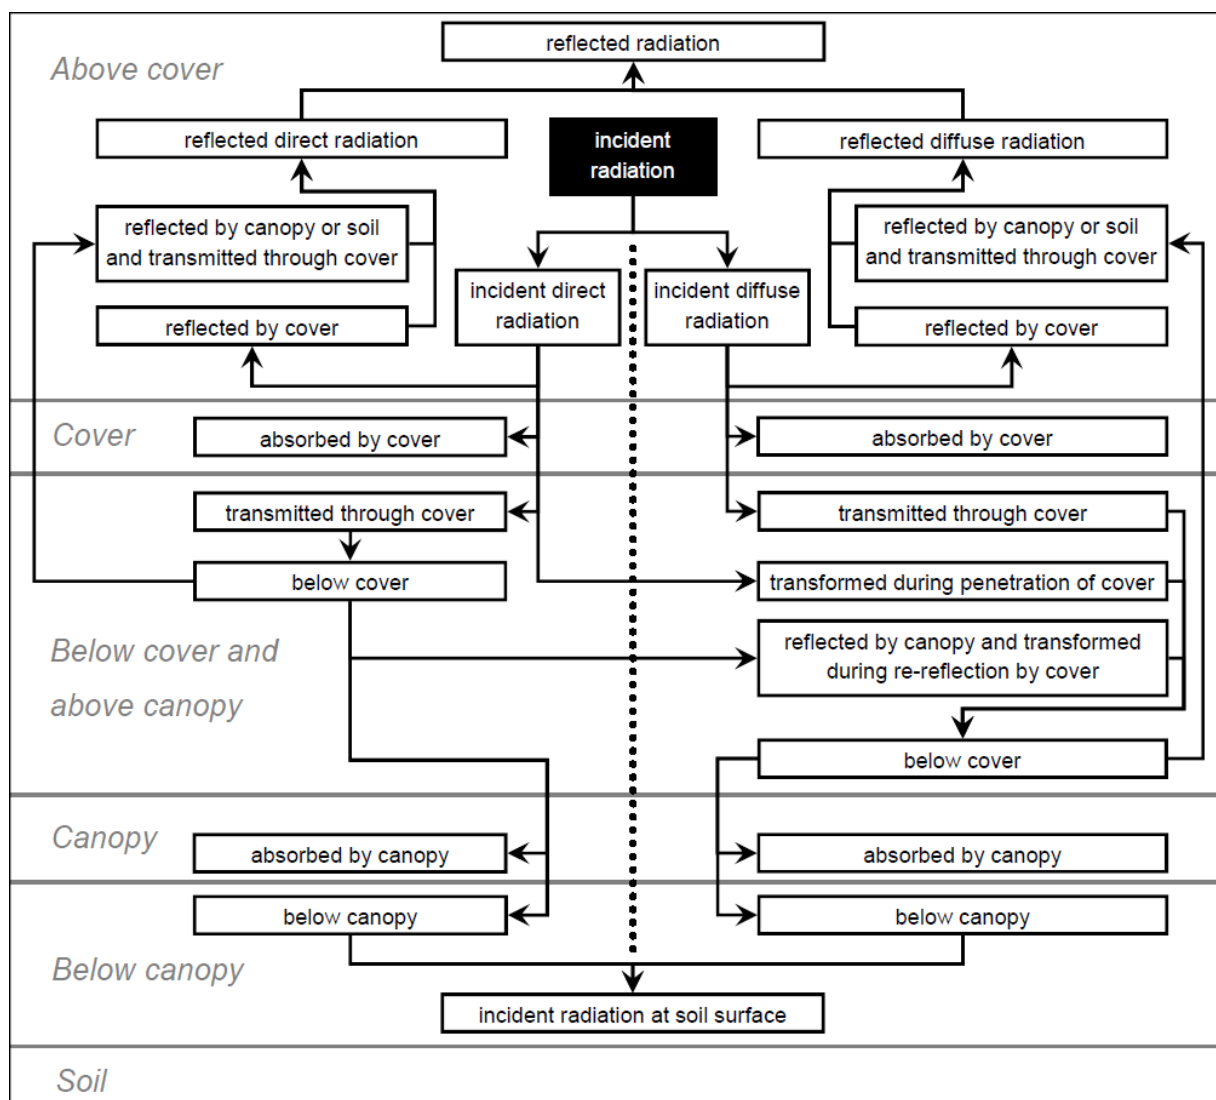 reflected radiation
Above cover
reflected direct radiation
incident
radiation
reflected diffuse radiation
reflected by canopy or soil
and transmitted through cover
reflected by canopy or soil
and transmitted through cover
incident direct
radiation
incident diffuse
radiation
reflected by cover
reflected by cover
Cover
absorbed by cover
absorbed by cover
transmitted through cover
transmitted through cover
below cover
transformed during penetration of cover
Below cover and
above canopy
reflected by canopy and transformed
during re-reflection by cover
below cover
Canopy
absorbed by canopy
absorbed by canopy
below canopy
below canopy
Below canopy
incident radiation at soil surface
Soil